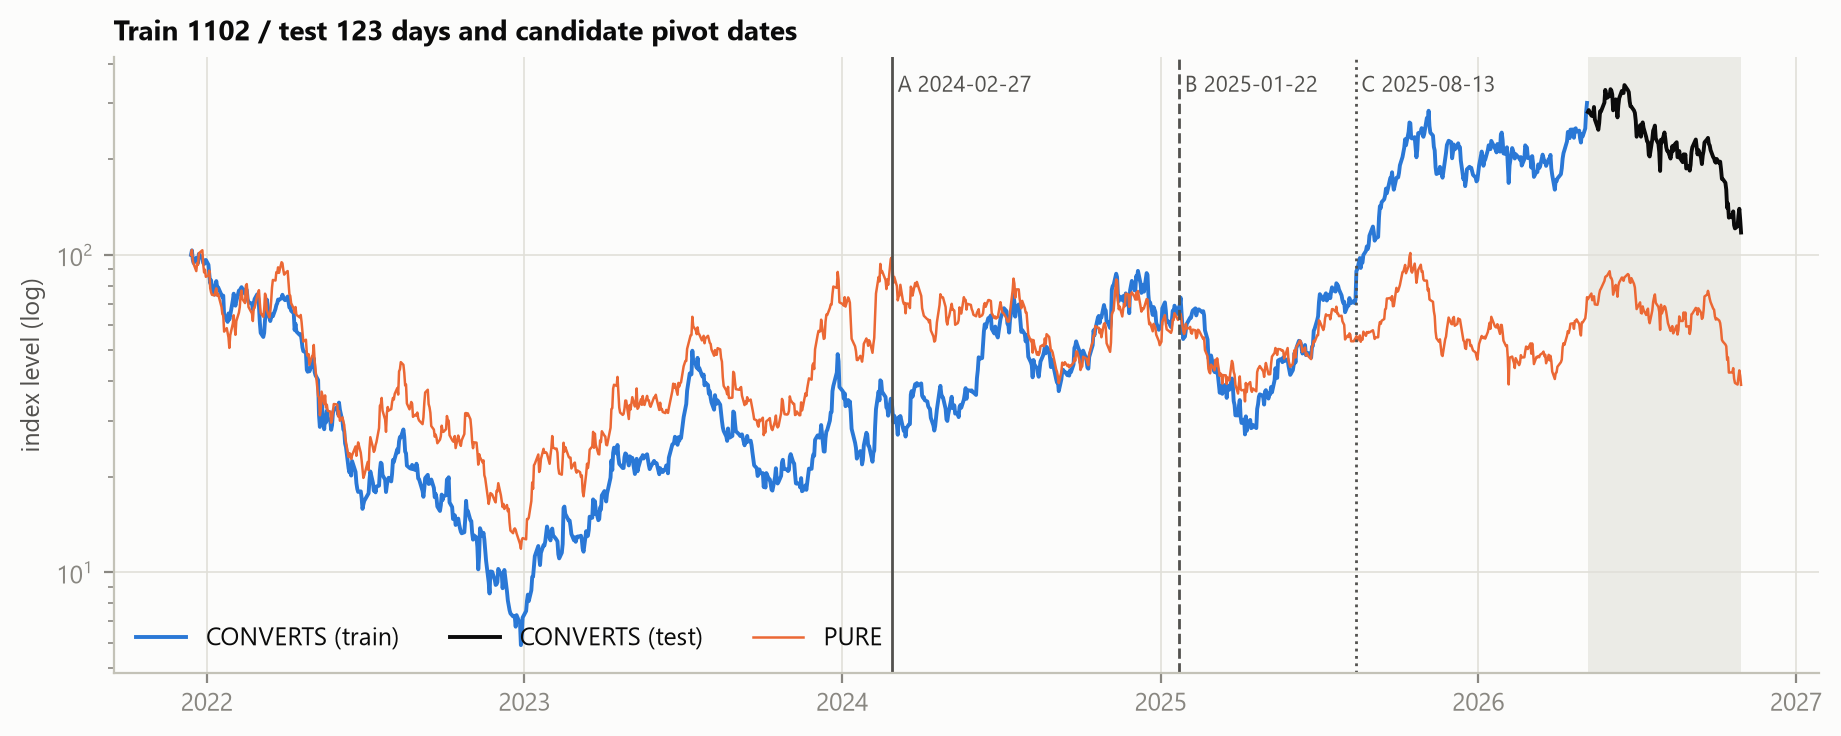 Train 1102 / test 123 days and candidate pivot dates
A 2024-02-27
B 2025-01-22
C 2025-08-13
index level (log)
10²
10¹
CONVERTS (train)
CONVERTS (test)
PURE
2022
2023
2024
2025
2026
2027